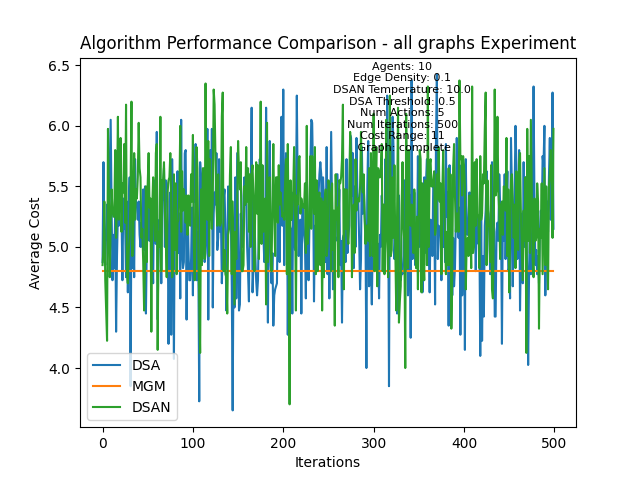 Algorithm Performance Comparison - all graphs Experiment
Agents: 10
Edge Density: 0.1
DSAN Temperature: 10.0
DSA Threshold: 0.5
Num Actions: 5
Num Iterations: 500
Cost Range: 11
Graph: complete
6.5
6.0
5.5
5.0
4.5
4.0
Average Cost
DSA
MGM
DSAN
0
100
200
300
400
500
Iterations